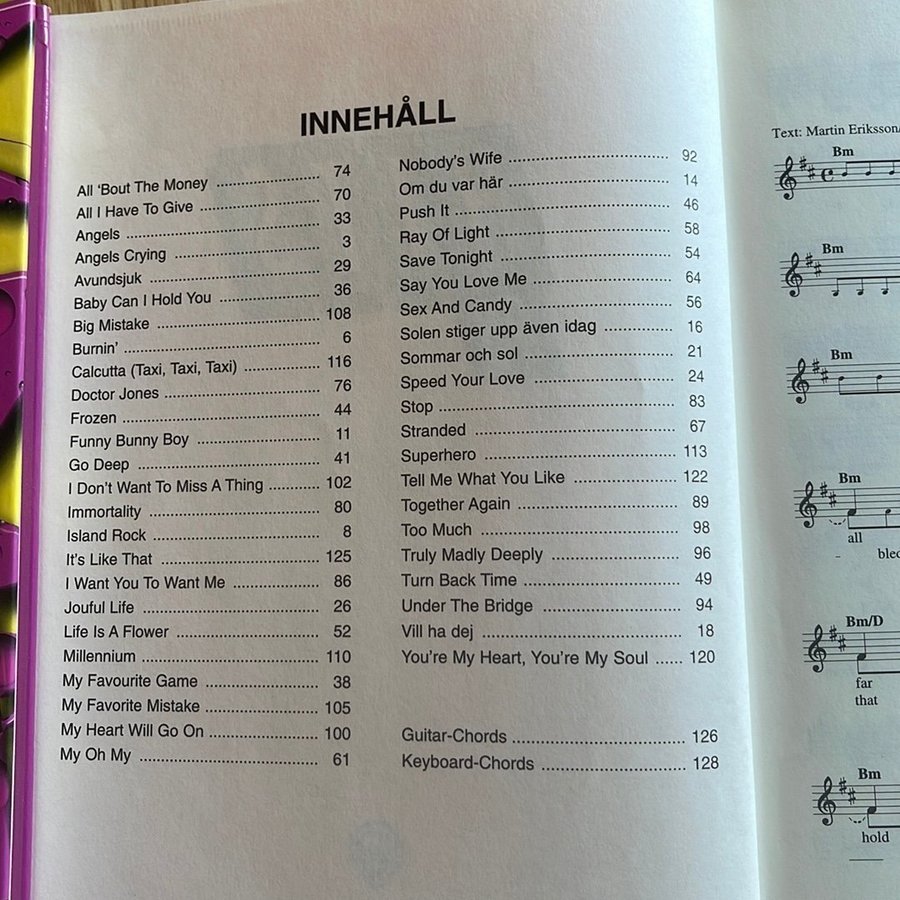 INNEHÅLL
All ‘Bout The Money ........................ 74
All I Have To Give ........................ 70
Angels ........................ 33
Angels Crying ........................ 3
Avundsjuk ........................ 29
Baby Can I Hold You ........................ 36
Big Mistake ........................ 108
Burnin’ ........................ 6
Calcutta (Taxi, Taxi, Taxi) ................ 116
Doctor Jones ........................ 76
Frozen ........................ 44
Funny Bunny Boy ........................ 11
Go Deep ........................ 41
I Don’t Want To Miss A Thing ............ 102
Immortality ........................ 80
Island Rock ........................ 8
It’s Like That ........................ 125
I Want You To Want Me .................. 86
Jouful Life ........................ 26
Life Is A Flower ........................ 52
Millennium ........................ 110
My Favourite Game ........................ 38
My Favorite Mistake ........................ 105
My Heart Will Go On ........................ 100
My Oh My ........................ 61
Nobody’s Wife ........................ 92
Om du var här ........................ 14
Push It ........................ 46
Ray Of Light ........................ 58
Save Tonight ........................ 54
Say You Love Me ........................ 64
Sex And Candy ........................ 56
Solen stiger upp även idag ................ 16
Sommar och sol ........................ 21
Speed Your Love ........................ 24
Stop ........................ 83
Stranded ........................ 67
Superhero ........................ 113
Tell Me What You Like ........................ 122
Together Again ........................ 89
Too Much ........................ 98
Truly Madly Deeply ........................ 96
Turn Back Time ........................ 49
Under The Bridge ........................ 94
Vill ha dej ........................ 18
You’re My Heart, You’re My Soul ...... 120
Guitar-Chords ........................ 126
Keyboard-Chords ........................ 128
Text: Martin Eriksson/
Bm
Bm
Bm
Bm
all
Bm/D
far
that
Bm
hold